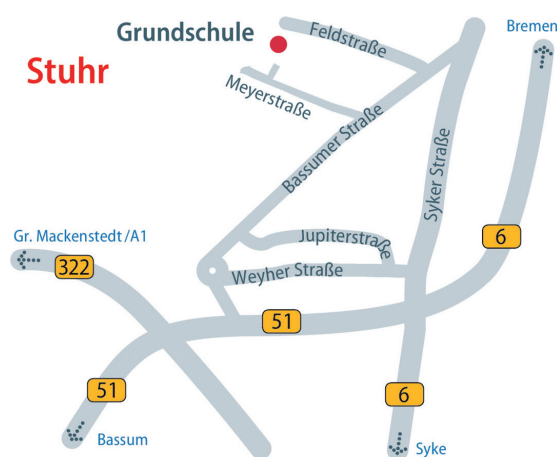 Bremen
Grundschule
Feldstraße
Stuhr
Meyerstraße
Bassumer Straße
Syker Straße
Gr. Mackenstedt /A1
322
Jupiterstraße
6
Weyher Straße
51
51
6
Bassum
Syke